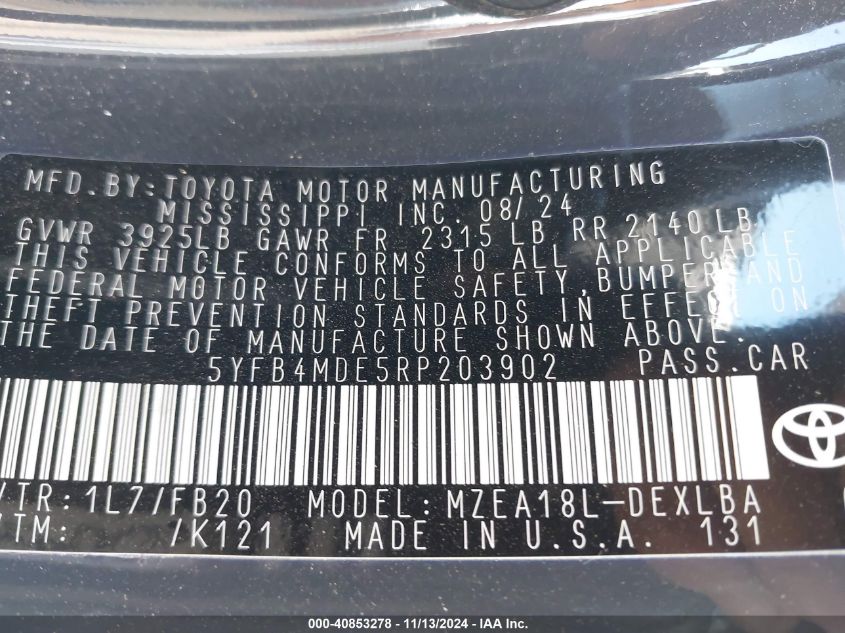 MFD.BY:TOYOTA MOTOR MANUFACTURING
MISSISSIPPI INC. 08/24
GVWR 3925LB GAWR FR 2315 LB RR 2140LB
THIS VEHICLE CONFORMS TO ALL APPLICABLE
FEDERAL MOTOR VEHICLE SAFETY,BUMPER,AND
THEFT PREVENTION STANDARDS IN EFFECT ON
THE DATE OF MANUFACTURE SHOWN ABOVE.
5YFB4MDE5RP203902 PASS.CAR
/TR:1L7/FB20 MODEL:MZEA18L-DEXLBA
/TM: /K121 MADE IN U.S.A. 131
000-40853278 - 11/13/2024 - IAA Inc.